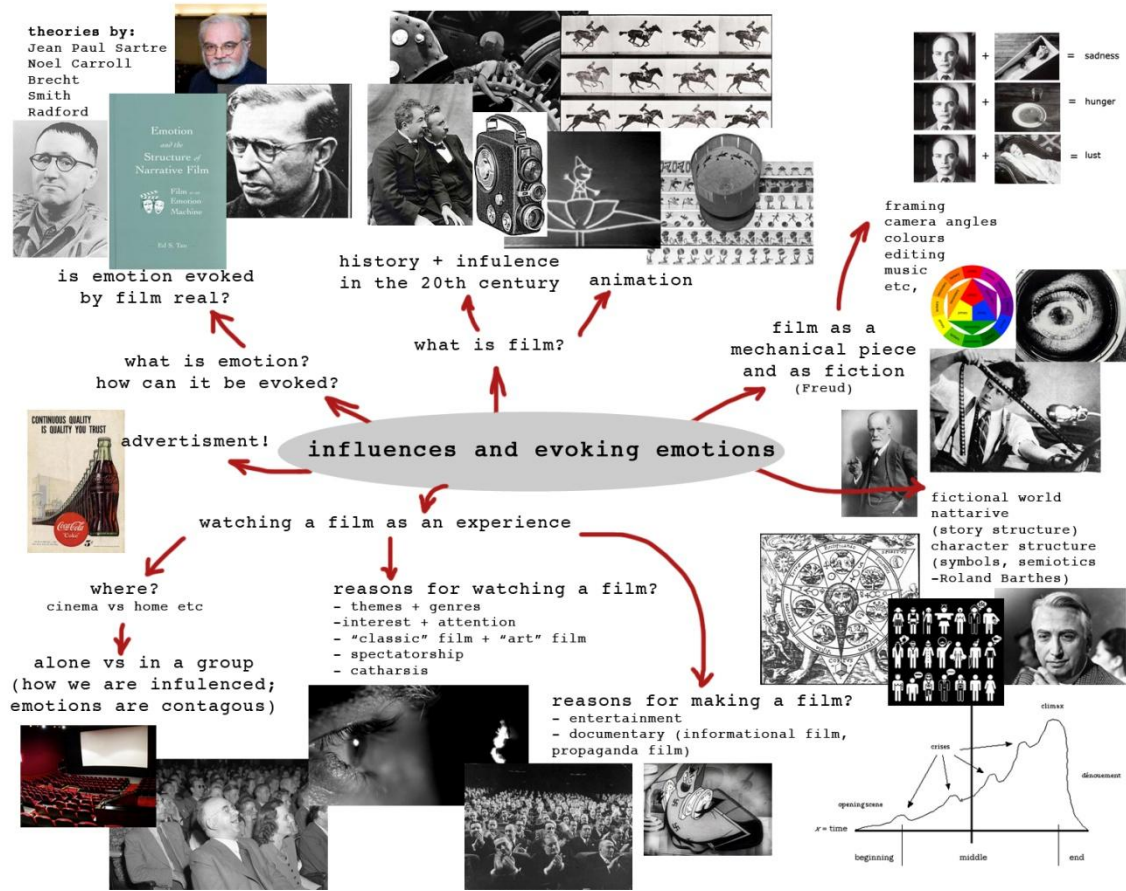 theories by:
Jean Paul Sartre
Noel Carroll
Brecht
Smith
Radford
Emotion
and the
Structure of
Narrative Film
Film as an
Emotion
Machine
Ed S. Tan
is emotion evoked
by film real?
what is emotion?
how can it be evoked?
history + infulence
in the 20th century
animation
what is film?
+ = sadness
+ = hunger
+ = lust
framing
camera angles
colours
editing
music
etc,
film as a
mechanical piece
and as fiction
(Freud)
influences and evoking emotions
CONTINUOUS QUALITY
IS QUALITY YOU TRUST
Coca-Cola
"Coke"
advertisment!
fictional world
nattarive
(story structure)
character structure
(symbols, semiotics
-Roland Barthes)
watching a film as an experience
where?
cinema vs home etc
alone vs in a group
(how we are infulenced;
emotions are contagous)
reasons for watching a film?
- themes + genres
-interest + attention
- "classic" film + "art" film
- spectatorship
- catharsis
reasons for making a film?
- entertainment
- documentary (informational film,
propaganda film)
climax
crises
dénouement
opening scene
x = time
beginning
middle
end